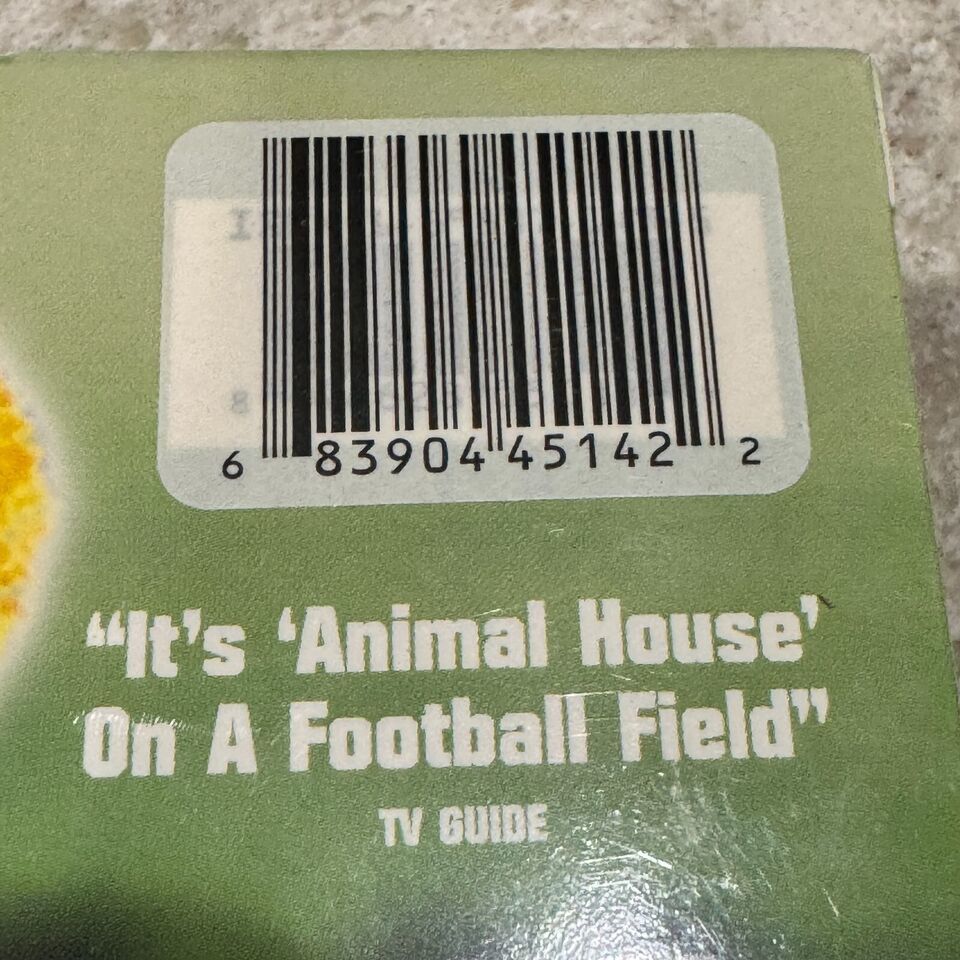 6 83904 45142 2
“It's ‘Animal House’
On A Football Field”
TV GUIDE